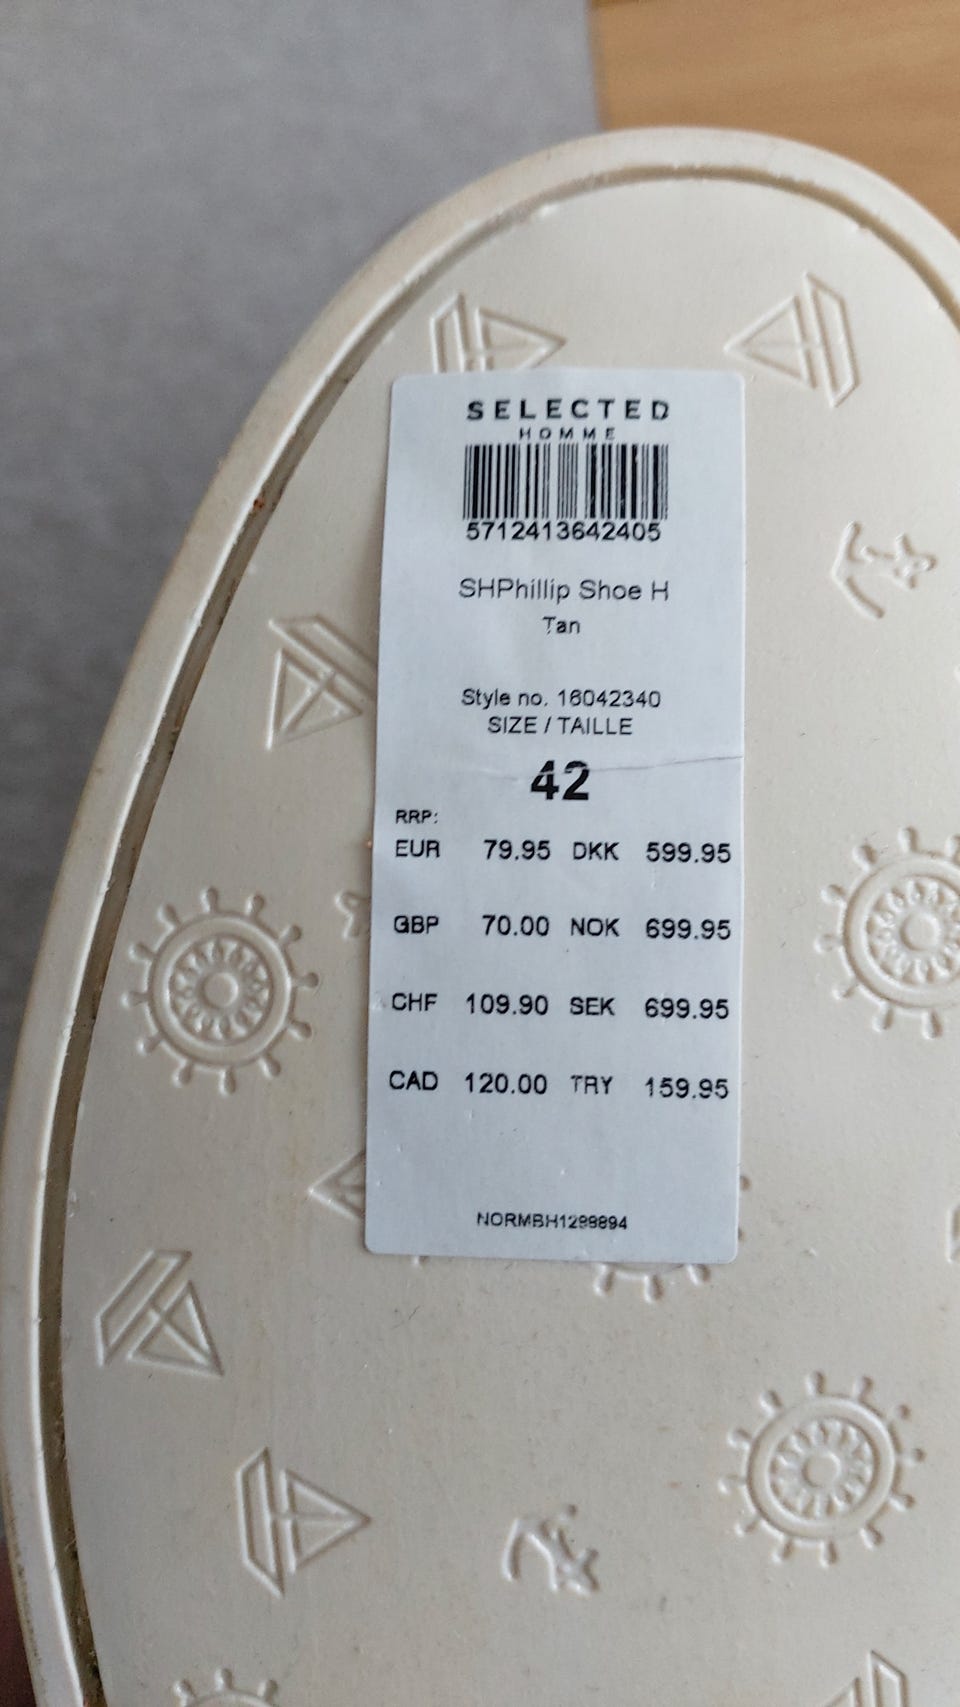 SELECTED
HOMME
5712413642405
SHPhillip Shoe H
Tan
Style no. 16042340
SIZE / TAILLE
42
RRP:
EUR 79.95 DKK 599.95
GBP 70.00 NOK 699.95
CHF 109.90 SEK 699.95
CAD 120.00 TRY 159.95
NORMBH1299894